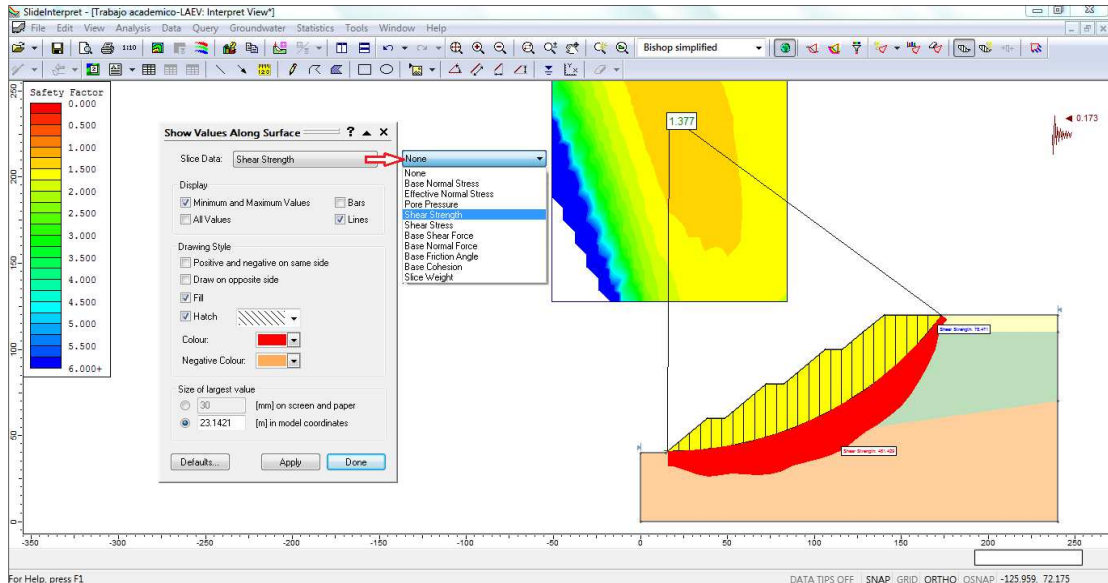 SlideInterpret - [Trabajo academico-LAEV: Interpret View*]
File Edit View Analysis Data Query Groundwater Statistics Tools Window Help
1:10 Bishop simplified
Safety Factor
0.000
0.500
1.000
1.500
2.000
2.500
3.000
3.500
4.000
4.500
5.000
5.500
6.000+
Show Values Along Surface ? X
Slice Data: Shear Strength
Display
Minimum and Maximum Values Bars
All Values Lines
Drawing Style
Positive and negative on same side
Draw on opposite side
Fill
Hatch
Colour:
Negative Colour:
Size of largest value
30 [mm] on screen and paper
23.1421 [m] in model coordinates
Defaults... Apply Done
None
None
Base Normal Stress
Effective Normal Stress
Pore Pressure
Shear Strength
Shear Stress
Base Shear Force
Base Normal Force
Base Friction Angle
Base Cohesion
Slice Weight
1.377
0.173
Shear Strength:
Shear Strength:
250
200
150
100
50
0
-350 -300 -250 -200 -150 -100 -50 0 50 100 150 200 250
For Help, press F1
DATA TIPS OFF SNAP GRID ORTHO OSNAP -125.959, 72.175